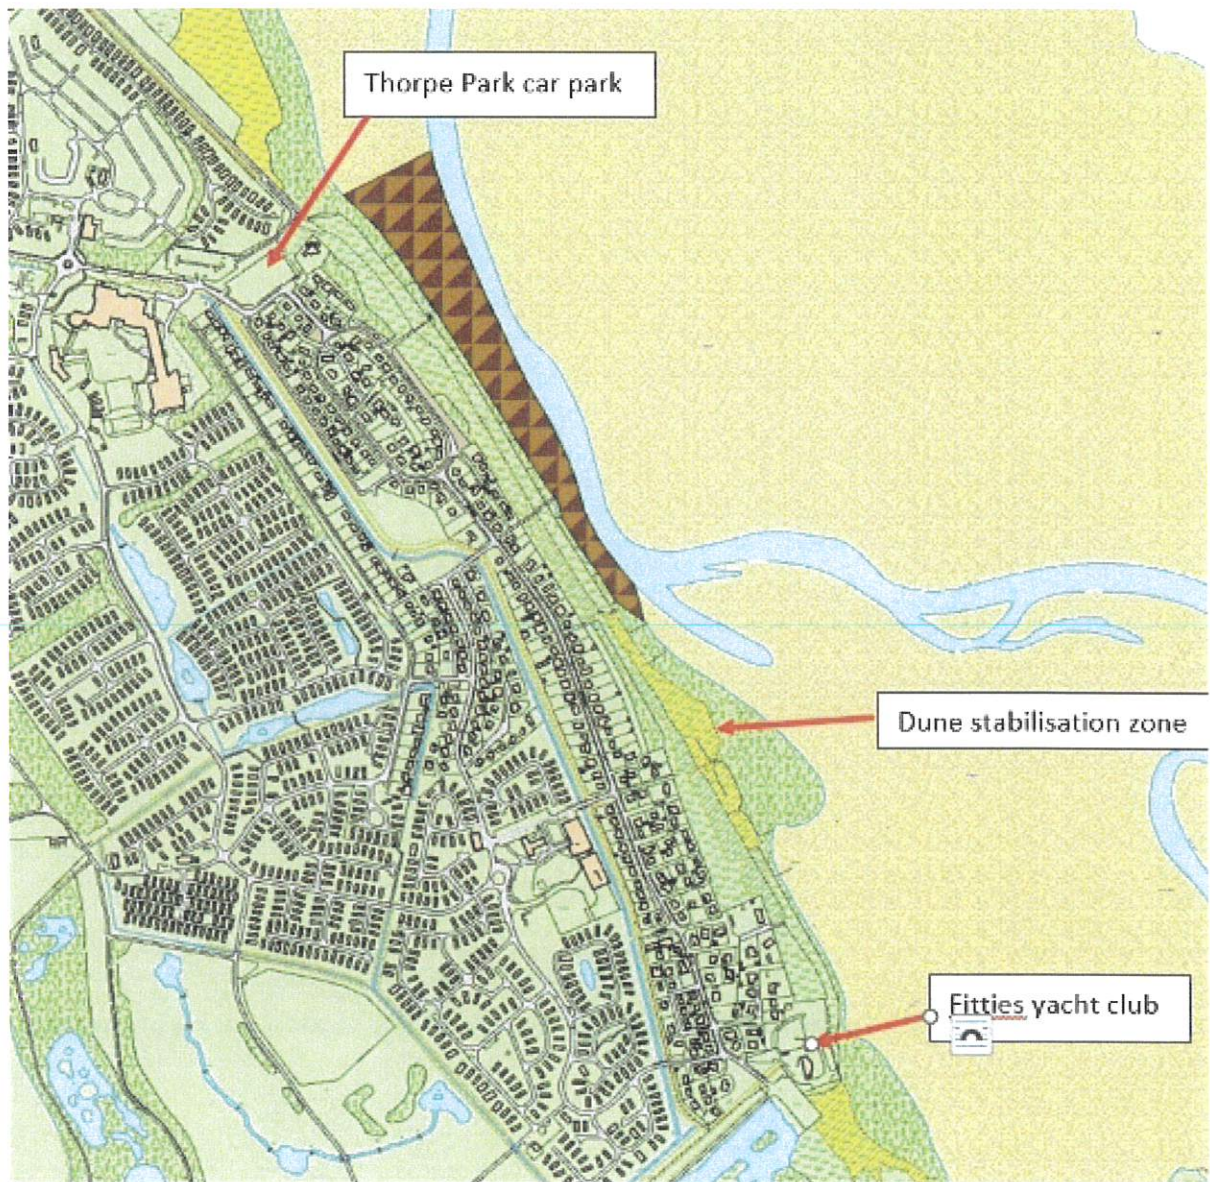 Thorpe Park car park
Dune stabilisation zone
Fitties yacht club